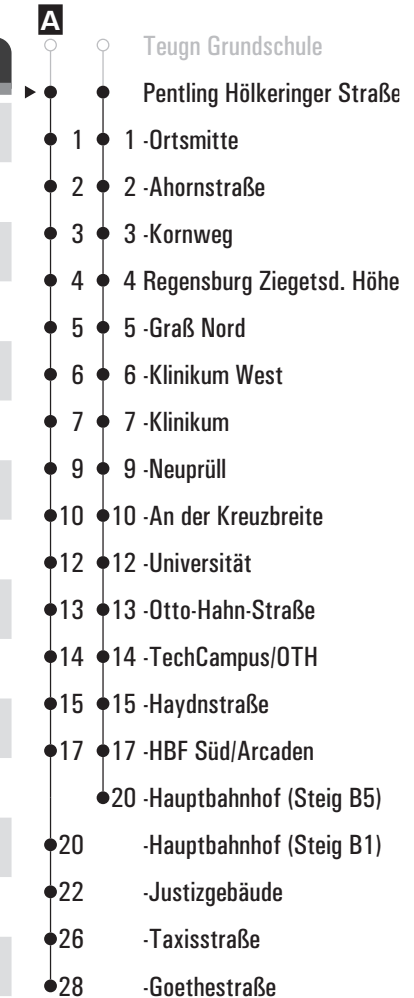 A
Teugn Grundschule
Pentling Hölkeringer Straße
1 1 -Ortsmitte
2 2 -Ahornstraße
3 3 -Kornweg
4 4 Regensburg Ziegetsd. Höhe
5 5 -Graß Nord
6 6 -Klinikum West
7 7 -Klinikum
9 9 -Neuprüll
10 10 -An der Kreuzbreite
12 12 -Universität
13 13 -Otto-Hahn-Straße
14 14 -TechCampus/OTH
15 15 -Haydnstraße
17 17 -HBF Süd/Arcaden
20 -Hauptbahnhof (Steig B5)
20 -Hauptbahnhof (Steig B1)
22 -Justizgebäude
26 -Taxisstraße
28 -Goethestraße